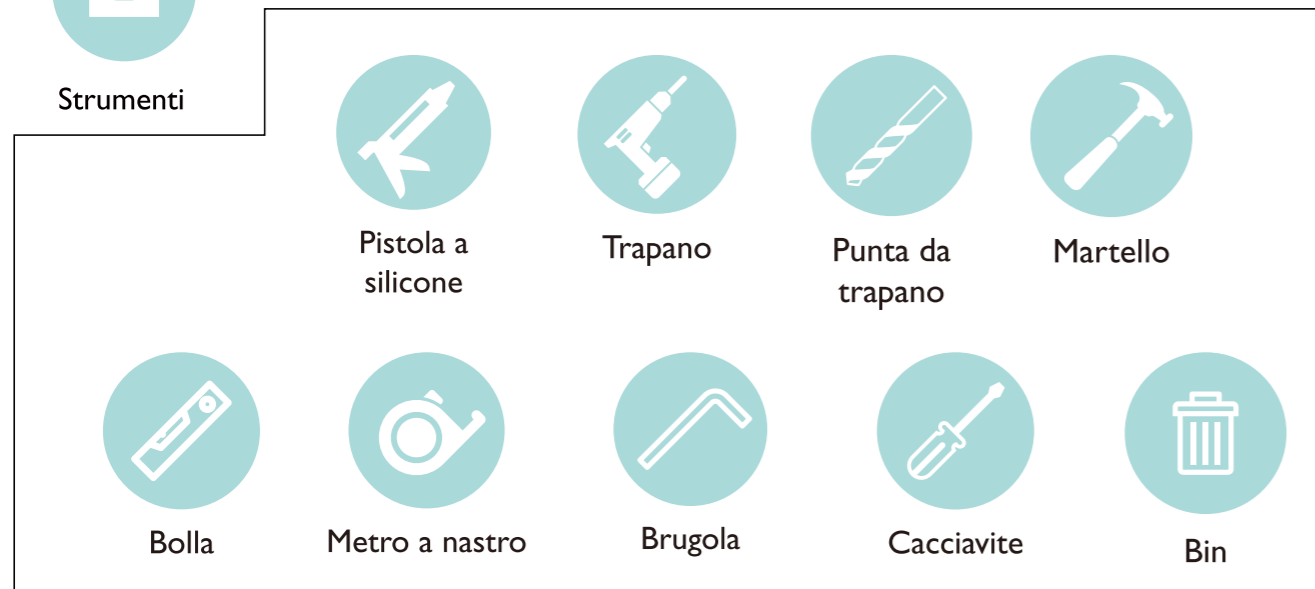 Strumenti
Pistola a
silicone
Trapano
Punta da
trapano
Martello
Bolla
Metro a nastro
Brugola
Cacciavite
Bin